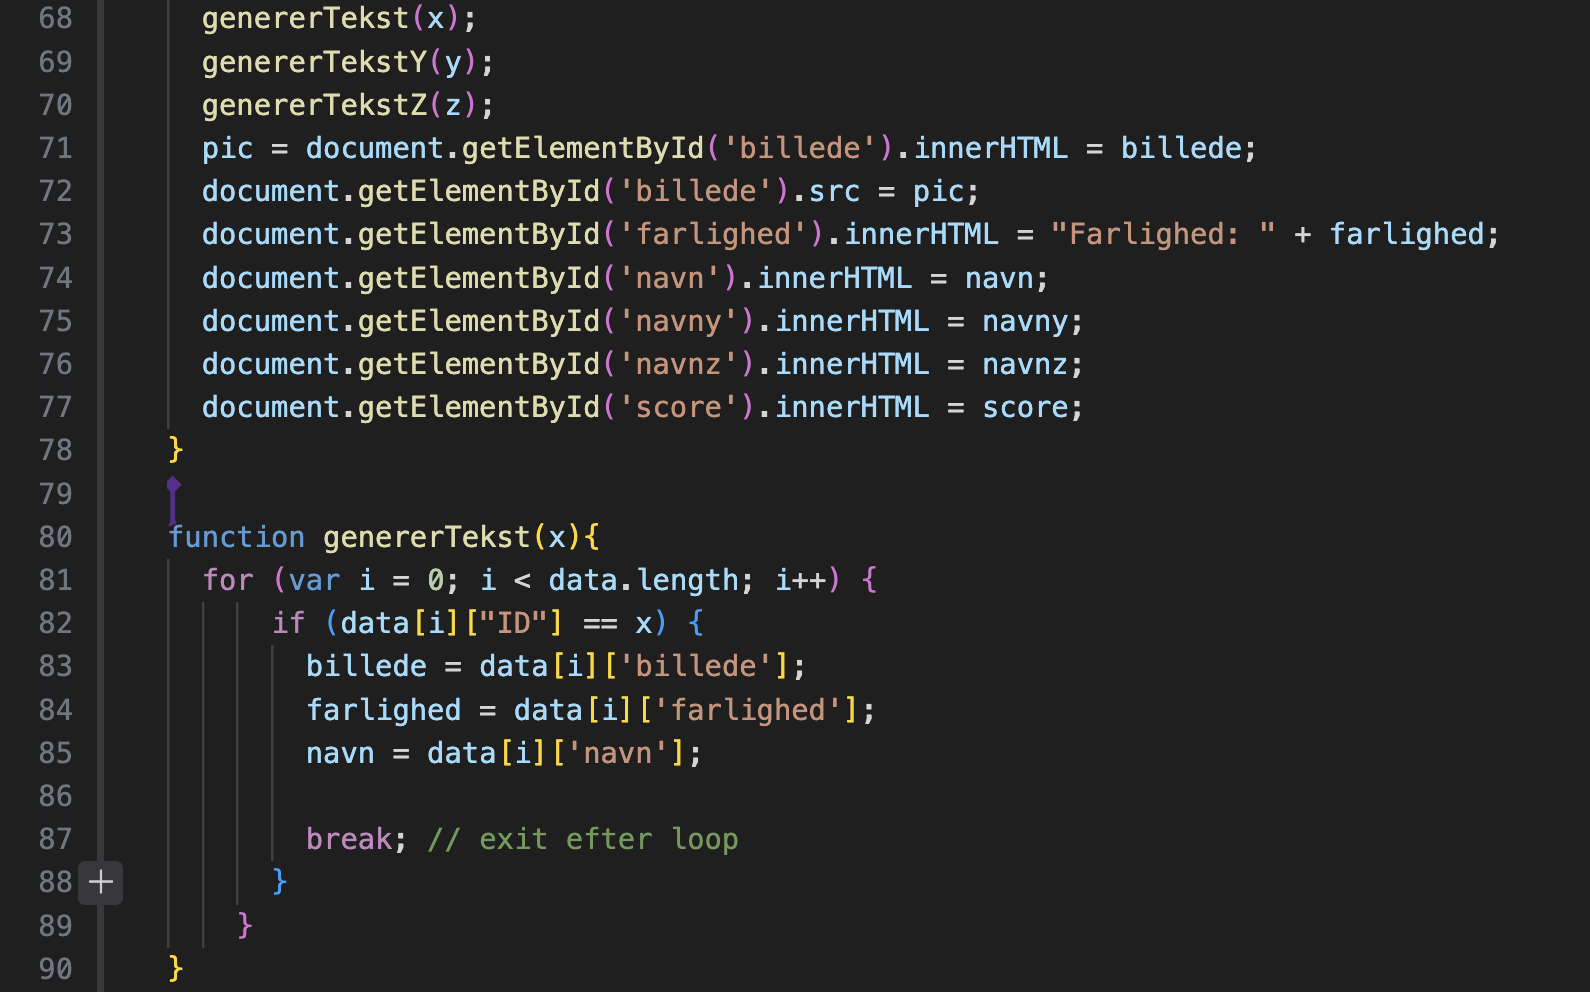 68 genererTekst(x);
69 genererTekstY(y);
70 genererTekstZ(z);
71 pic = document.getElementById('billede').innerHTML = billede;
72 document.getElementById('billede').src = pic;
73 document.getElementById('farlighed').innerHTML = "Farlighed: " + farlighed;
74 document.getElementById('navn').innerHTML = navn;
75 document.getElementById('navny').innerHTML = navny;
76 document.getElementById('navnz').innerHTML = navnz;
77 document.getElementById('score').innerHTML = score;
78 }
79
80 function genererTekst(x){
81 for (var i = 0; i < data.length; i++) {
82 if (data[i]["ID"] == x) {
83 billede = data[i]['billede'];
84 farlighed = data[i]['farlighed'];
85 navn = data[i]['navn'];
86
87 break; // exit efter loop
88 + }
89 }
90 }